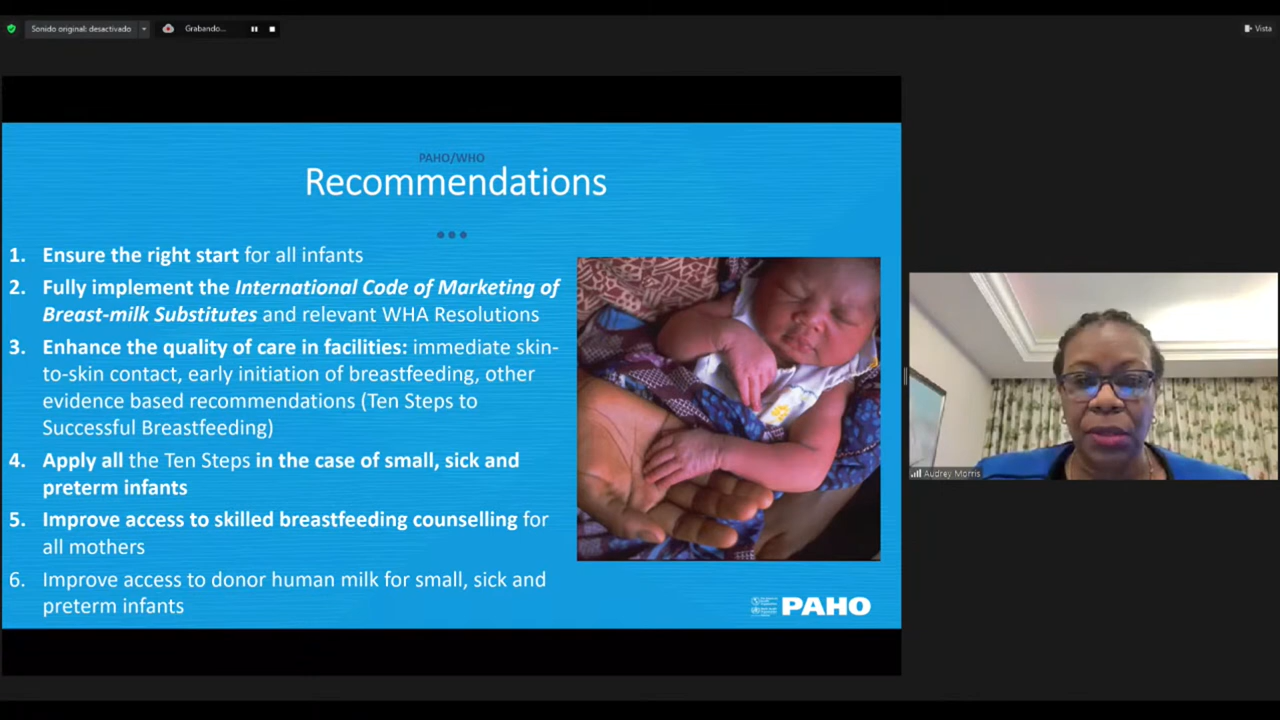 Sonido original: desactivado
Grabando...
Vista
PAHO/WHO
Recommendations
1. Ensure the right start for all infants
2. Fully implement the International Code of Marketing of
Breast-milk Substitutes and relevant WHA Resolutions
3. Enhance the quality of care in facilities: immediate skin-
to-skin contact, early initiation of breastfeeding, other
evidence based recommendations (Ten Steps to
Successful Breastfeeding)
4. Apply all the Ten Steps in the case of small, sick and
preterm infants
5. Improve access to skilled breastfeeding counselling for
all mothers
6. Improve access to donor human milk for small, sick and
preterm infants
PAHO
Audrey Morris